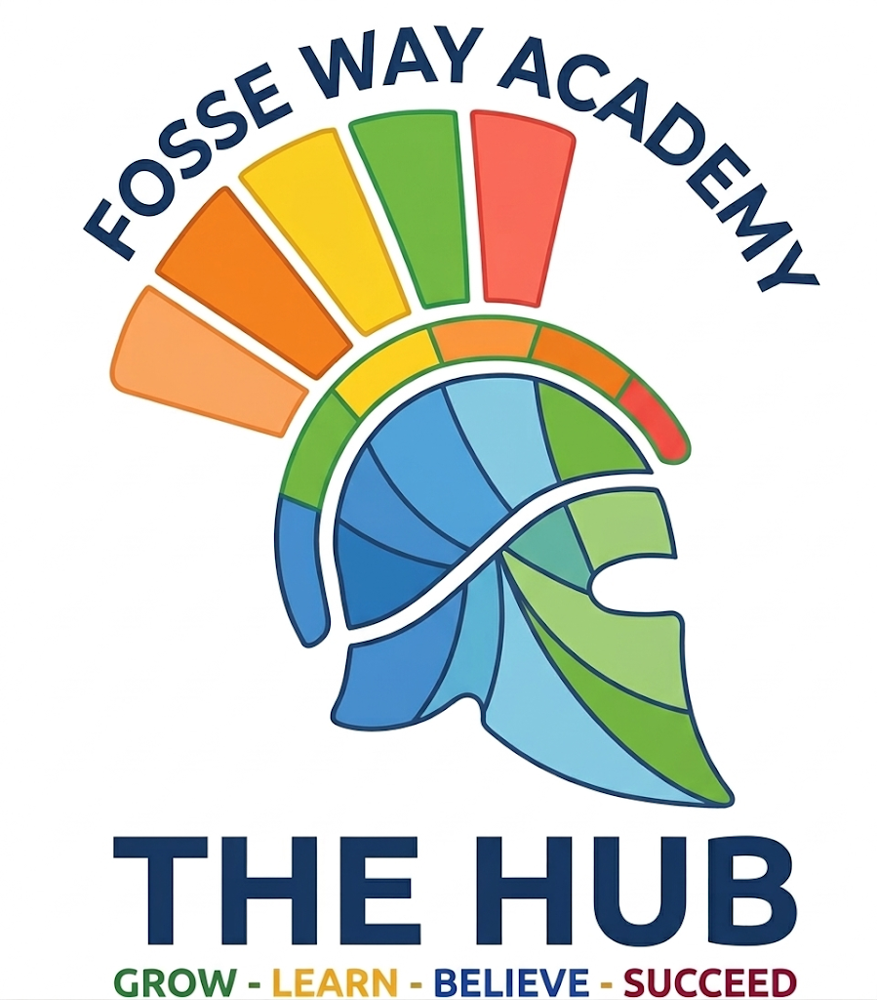 FOSSE WAY ACADEMY
THE HUB
GROW - LEARN - BELIEVE - SUCCEED